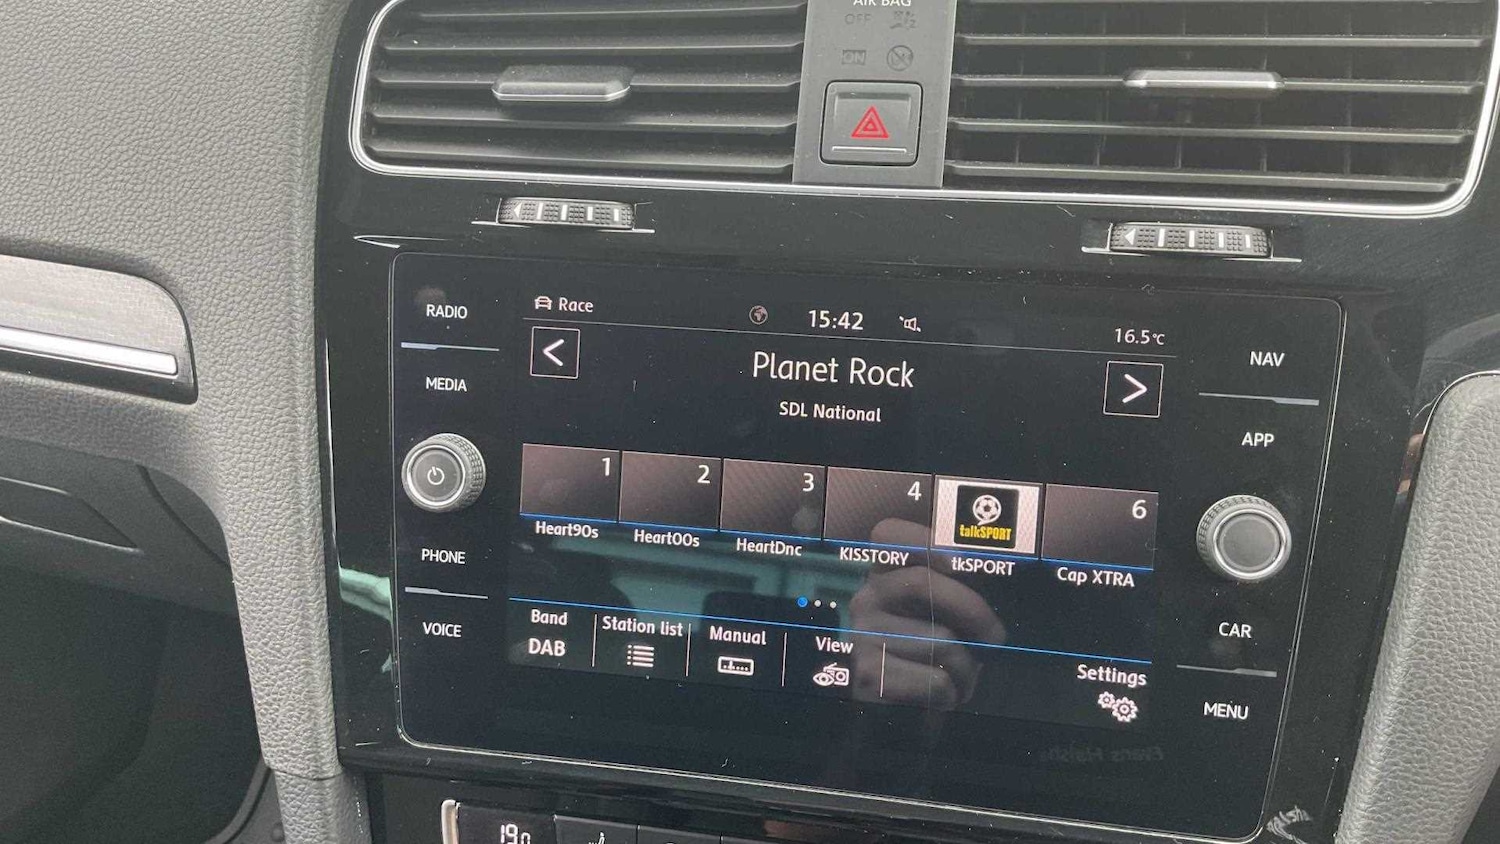 AIR BAG
OFF
ON
RADIO
MEDIA
PHONE
VOICE
Race
15:42
16.5°C
Planet Rock
SDL National
1
2
3
4
talkSPORT
6
Heart90s
Heart00s
HeartDnc
KISSTORY
tkSPORT
Cap XTRA
Band
DAB
Station list
Manual
View
Settings
NAV
APP
CAR
MENU
19.0